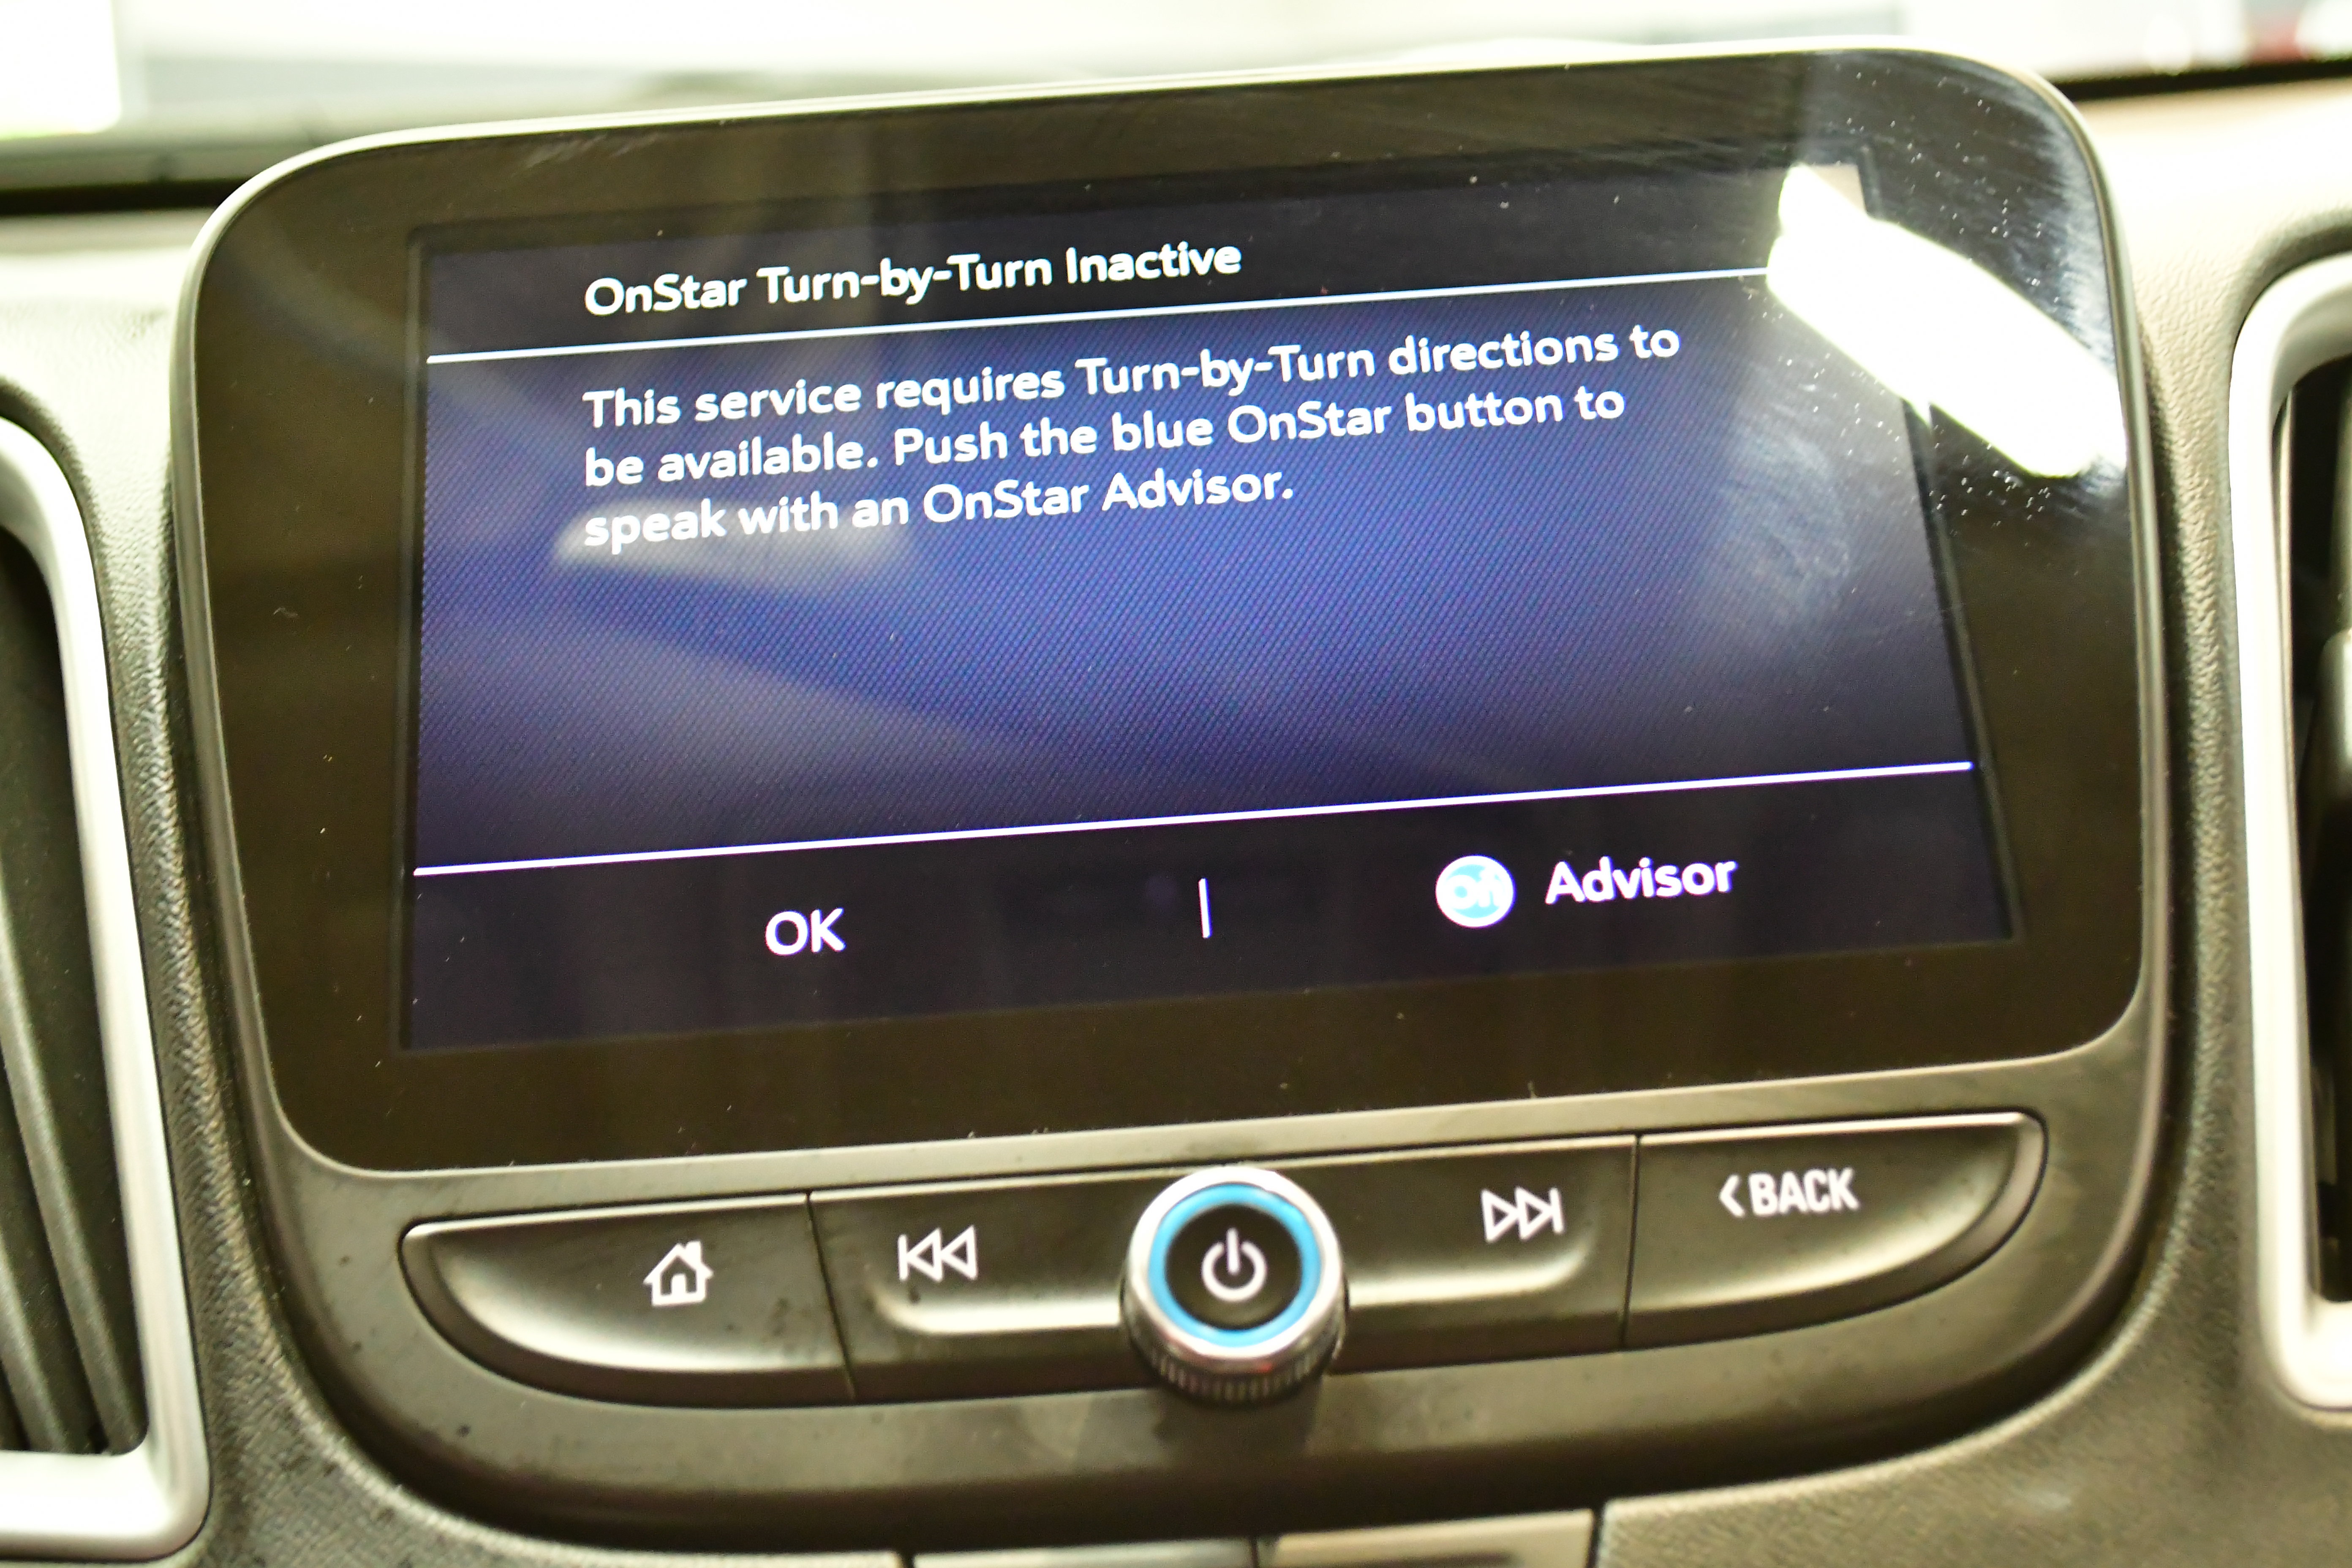 OnStar Turn-by-Turn Inactive
This service requires Turn-by-Turn directions to
be available. Push the blue OnStar button to
speak with an OnStar Advisor.
OK
On Advisor
BACK